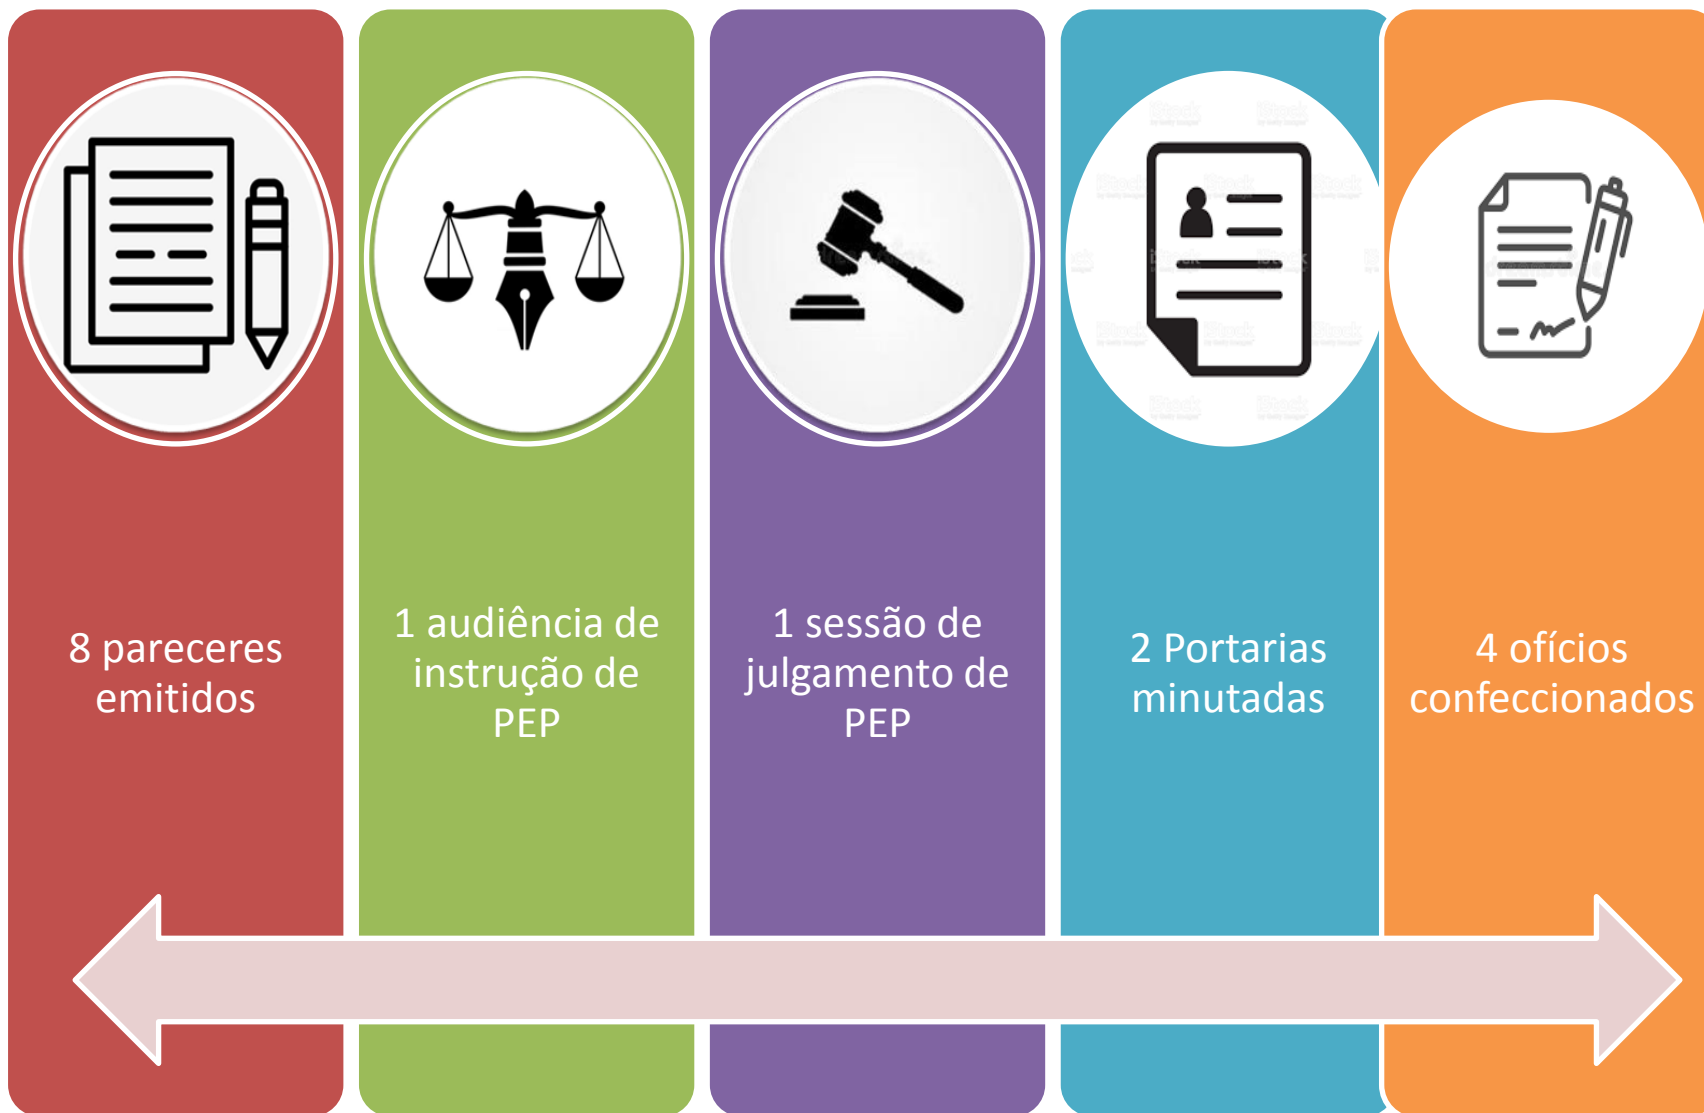 8 pareceres
emitidos
1 audiência de
instrução de
PEP
1 sessão de
julgamento de
PEP
2 Portarias
minutadas
4 ofícios
confeccionados
iStock